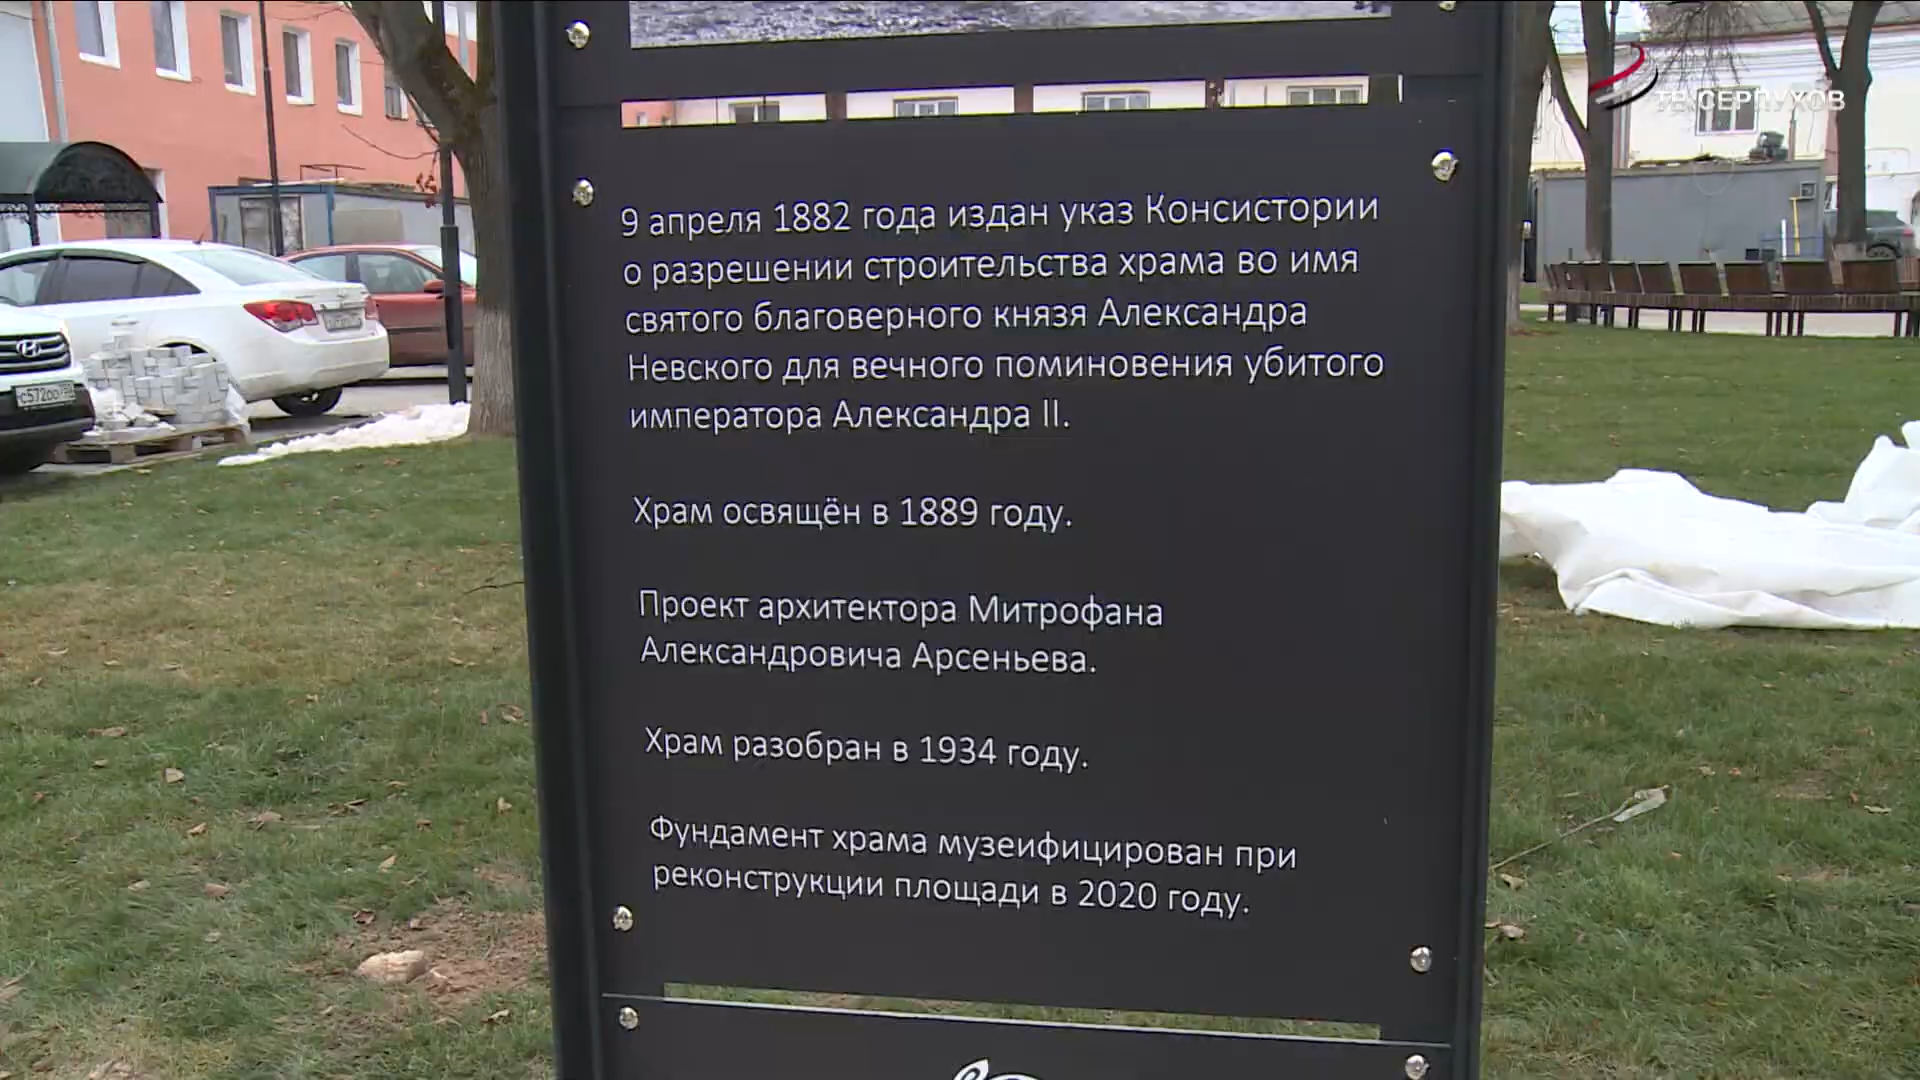 ТВ СЕРПУХОВ
9 апреля 1882 года издан указ Консистории
о разрешении строительства храма во имя
святого благоверного князя Александра
Невского для вечного поминовения убитого
императора Александра II.
Храм освящён в 1889 году.
Проект архитектора Митрофана
Александровича Арсеньева.
Храм разобран в 1934 году.
Фундамент храма музеифицирован при
реконструкции площади в 2020 году.